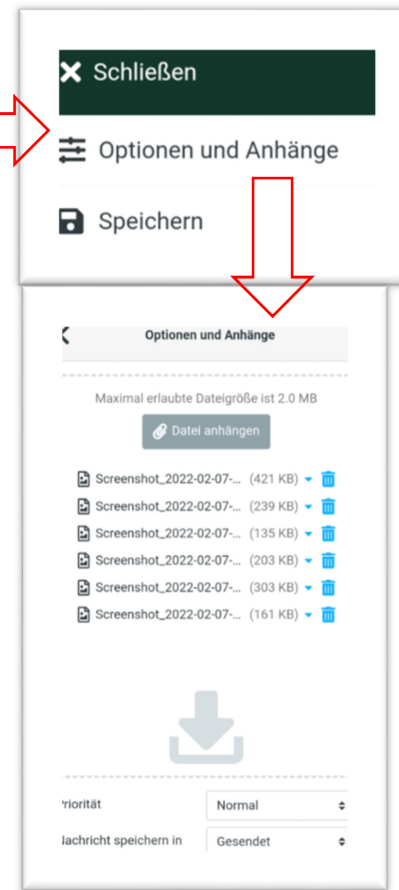 Schließen
Optionen und Anhänge
Speichern
Optionen und Anhänge
Maximal erlaubte Dateigröße ist 2.0 MB
Datei anhängen
Screenshot_2022-02-07-... (421 KB)
Screenshot_2022-02-07-... (239 KB)
Screenshot_2022-02-07-... (135 KB)
Screenshot_2022-02-07-... (203 KB)
Screenshot_2022-02-07-... (303 KB)
Screenshot_2022-02-07-... (161 KB)
riorität Normal
lachricht speichern in Gesendet